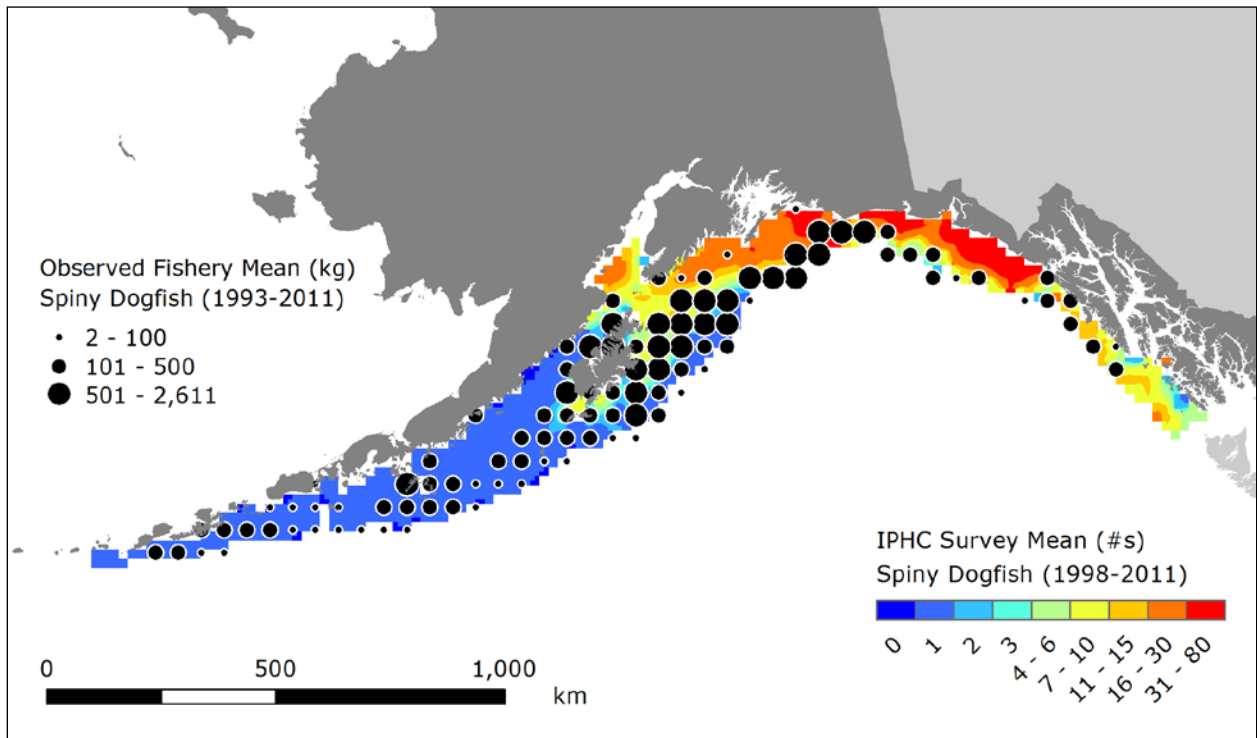 Observed Fishery Mean (kg)
Spiny Dogfish (1993-2011)
2 - 100
101 - 500
501 - 2,611
IPHC Survey Mean (#s)
Spiny Dogfish (1998-2011)
0
1
2
3
4 - 6
7 - 10
11 - 15
16 - 30
31 - 80
0 500 1,000
km